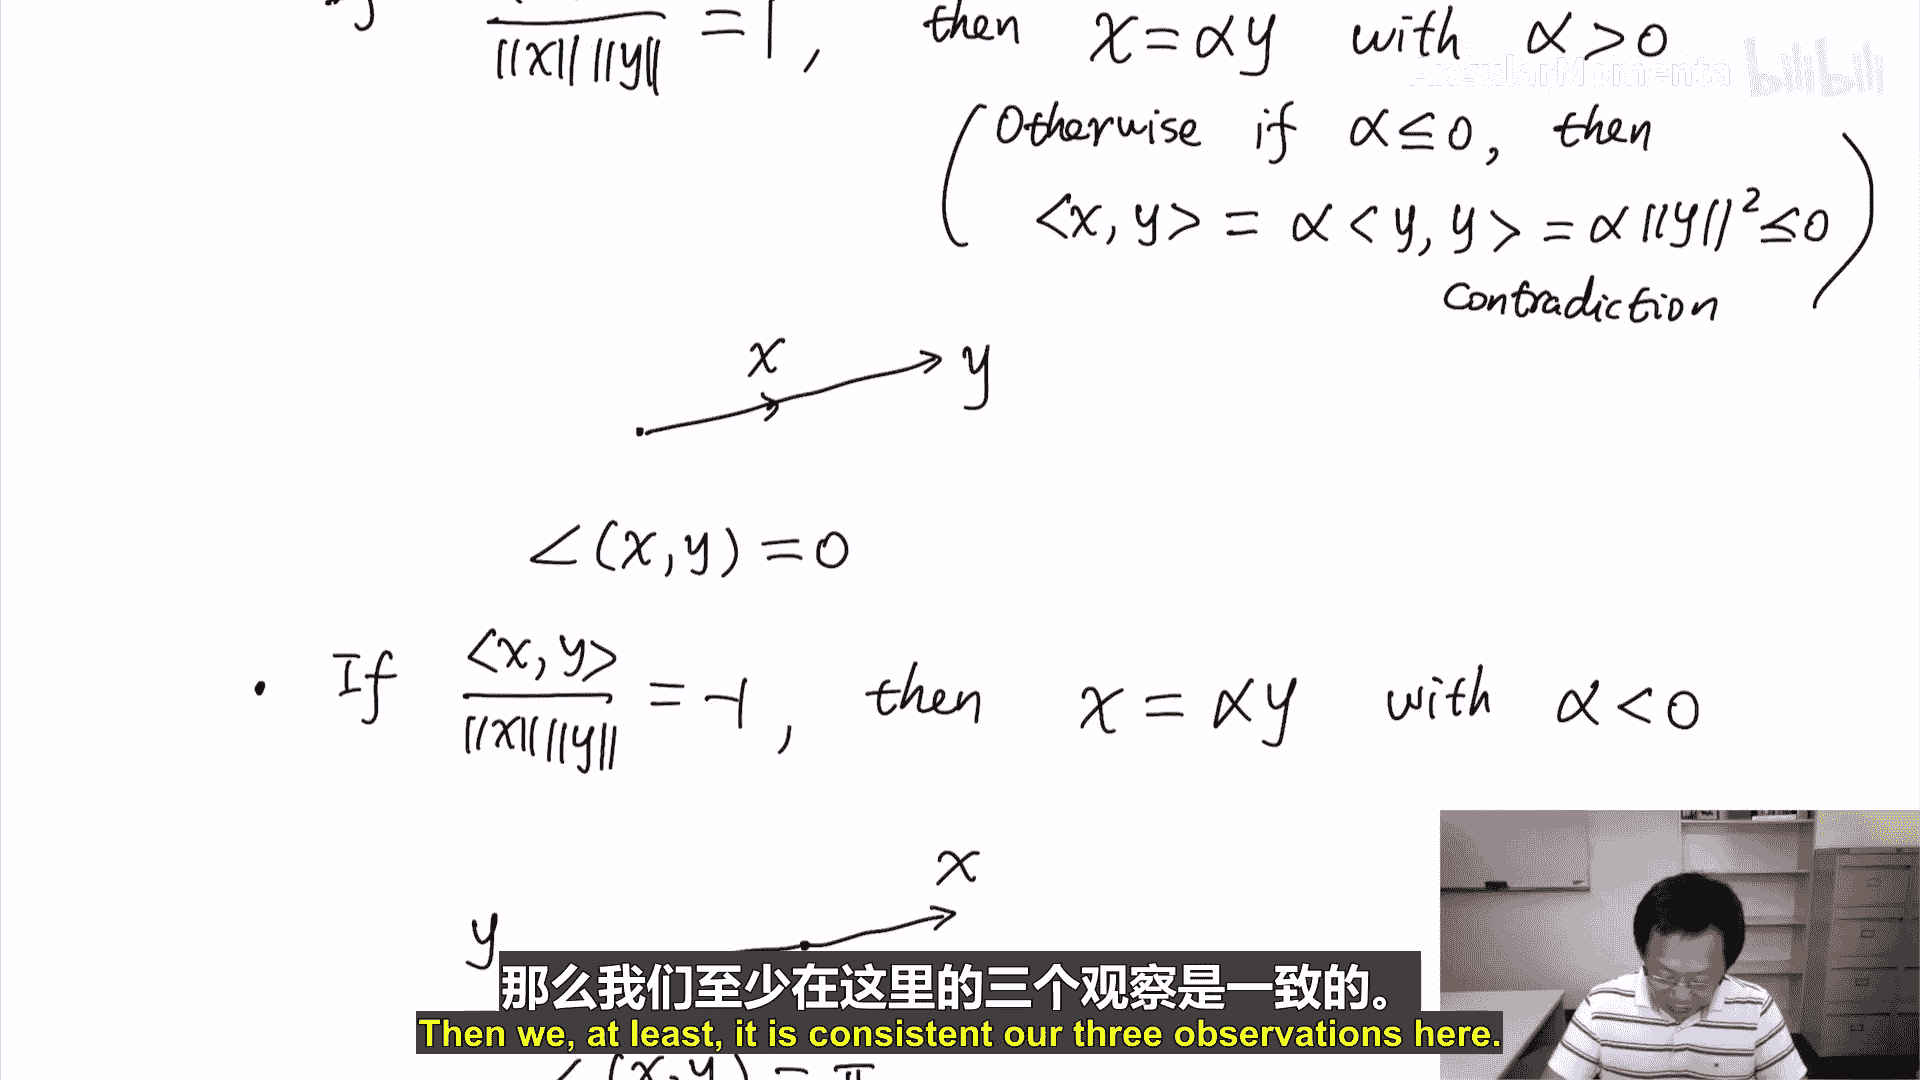 ‖x‖ ‖y‖ = 1, then x = αy with α > 0
AngularMomenta bilibili
(Otherwise if α ≤ 0, then
<x, y> = α <y, y> = α ‖y‖² ≤ 0)
Contradiction
x
y
∠(x, y) = 0
· If <x, y> / ‖x‖ ‖y‖ = -1, then x = αy with α < 0
x
y
那么我们至少在这里的三个观察是一致的。
Then we, at least, it is consistent our three observations here.
∠(x, y) = π